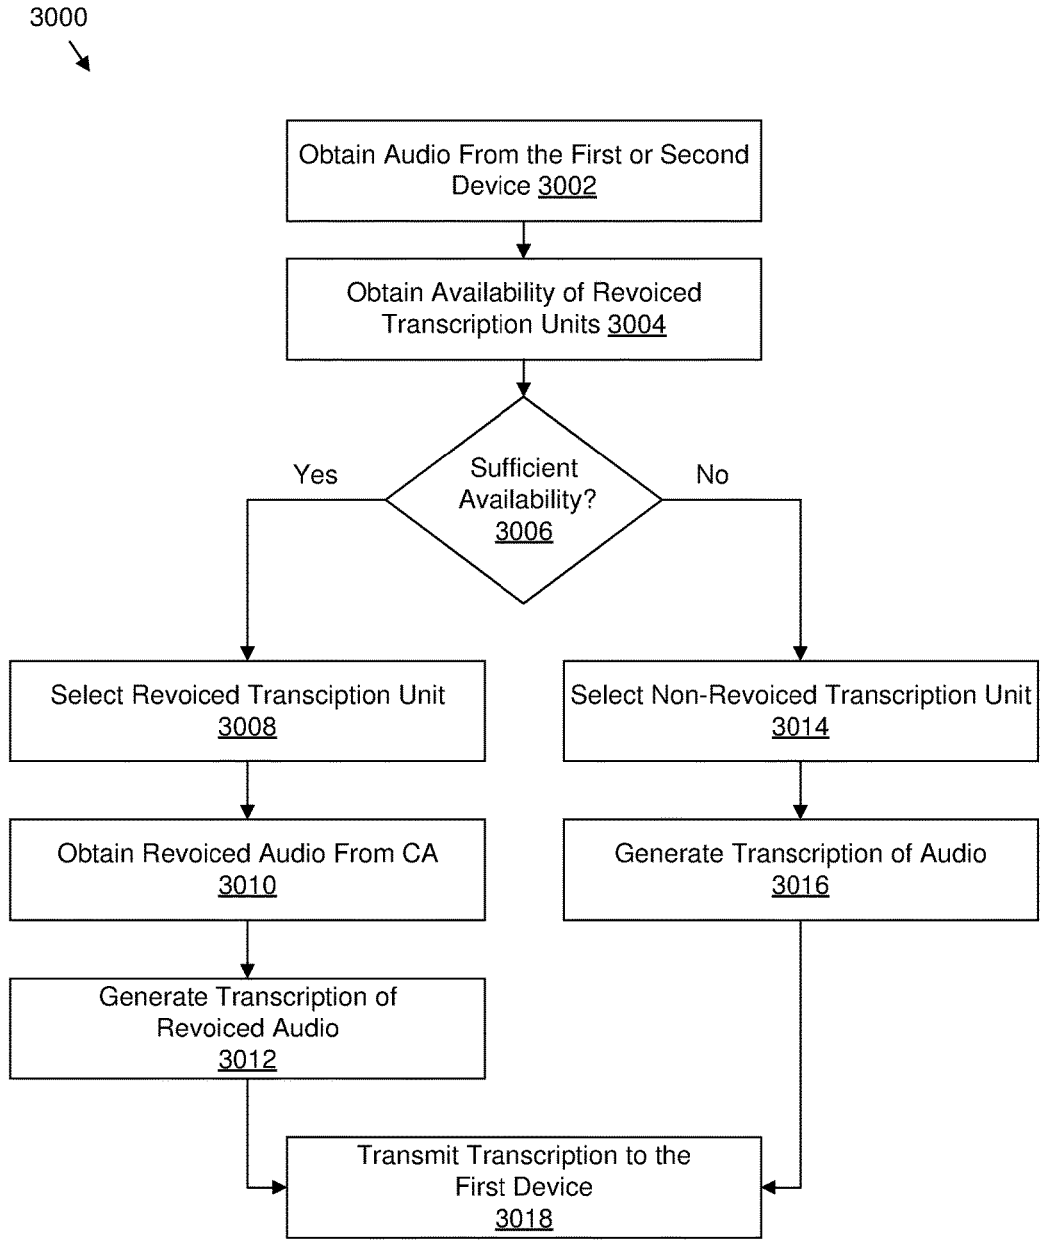 3000
Obtain Audio From the First or Second
Device 3002
Obtain Availability of Revoiced
Transcription Units 3004
Sufficient
Availability?
3006
Yes
No
Select Revoiced Transciption Unit
3008
Select Non-Revoiced Transcription Unit
3014
Obtain Revoiced Audio From CA
3010
Generate Transcription of Audio
3016
Generate Transcription of
Revoiced Audio
3012
Transmit Transcription to the
First Device
3018